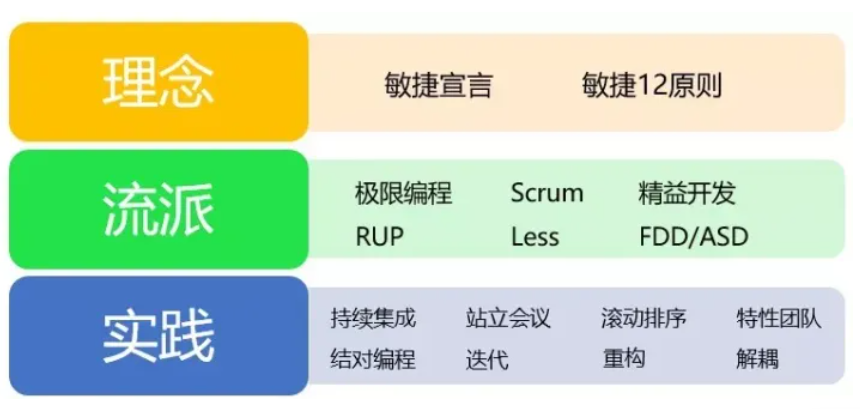 理念
敏捷宣言 敏捷12原则
流派
极限编程 Scrum 精益开发
RUP Less FDD/ASD
实践
持续集成 站立会议 滚动排序 特性团队
结对编程 迭代 重构 解耦